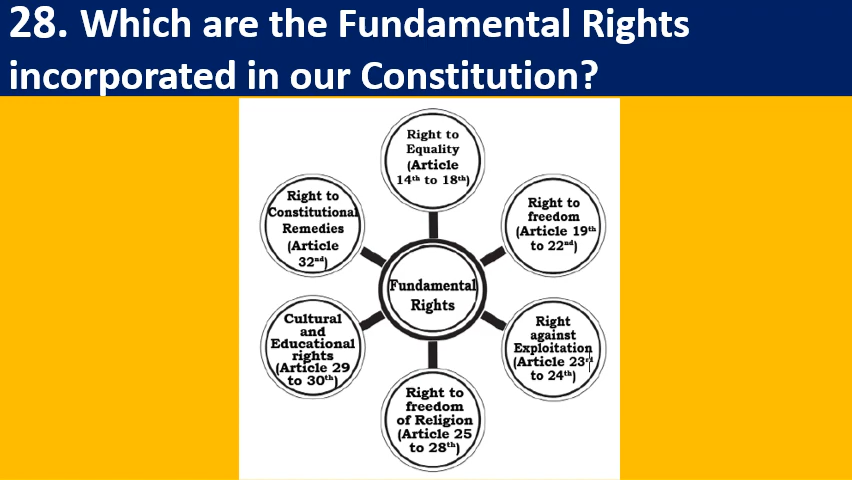 28. Which are the Fundamental Rights
incorporated in our Constitution?
Right to
Equality
(Article
14th to 18th)
Right to
freedom
(Article 19th
to 22nd)
Right
against
Exploitation
(Article 23rd
to 24th)
Right to
freedom
of Religion
(Article 25
to 28th)
Cultural
and
Educational
rights
(Article 29
to 30th)
Right to
Constitutional
Remedies
(Article
32nd)
Fundamental
Rights